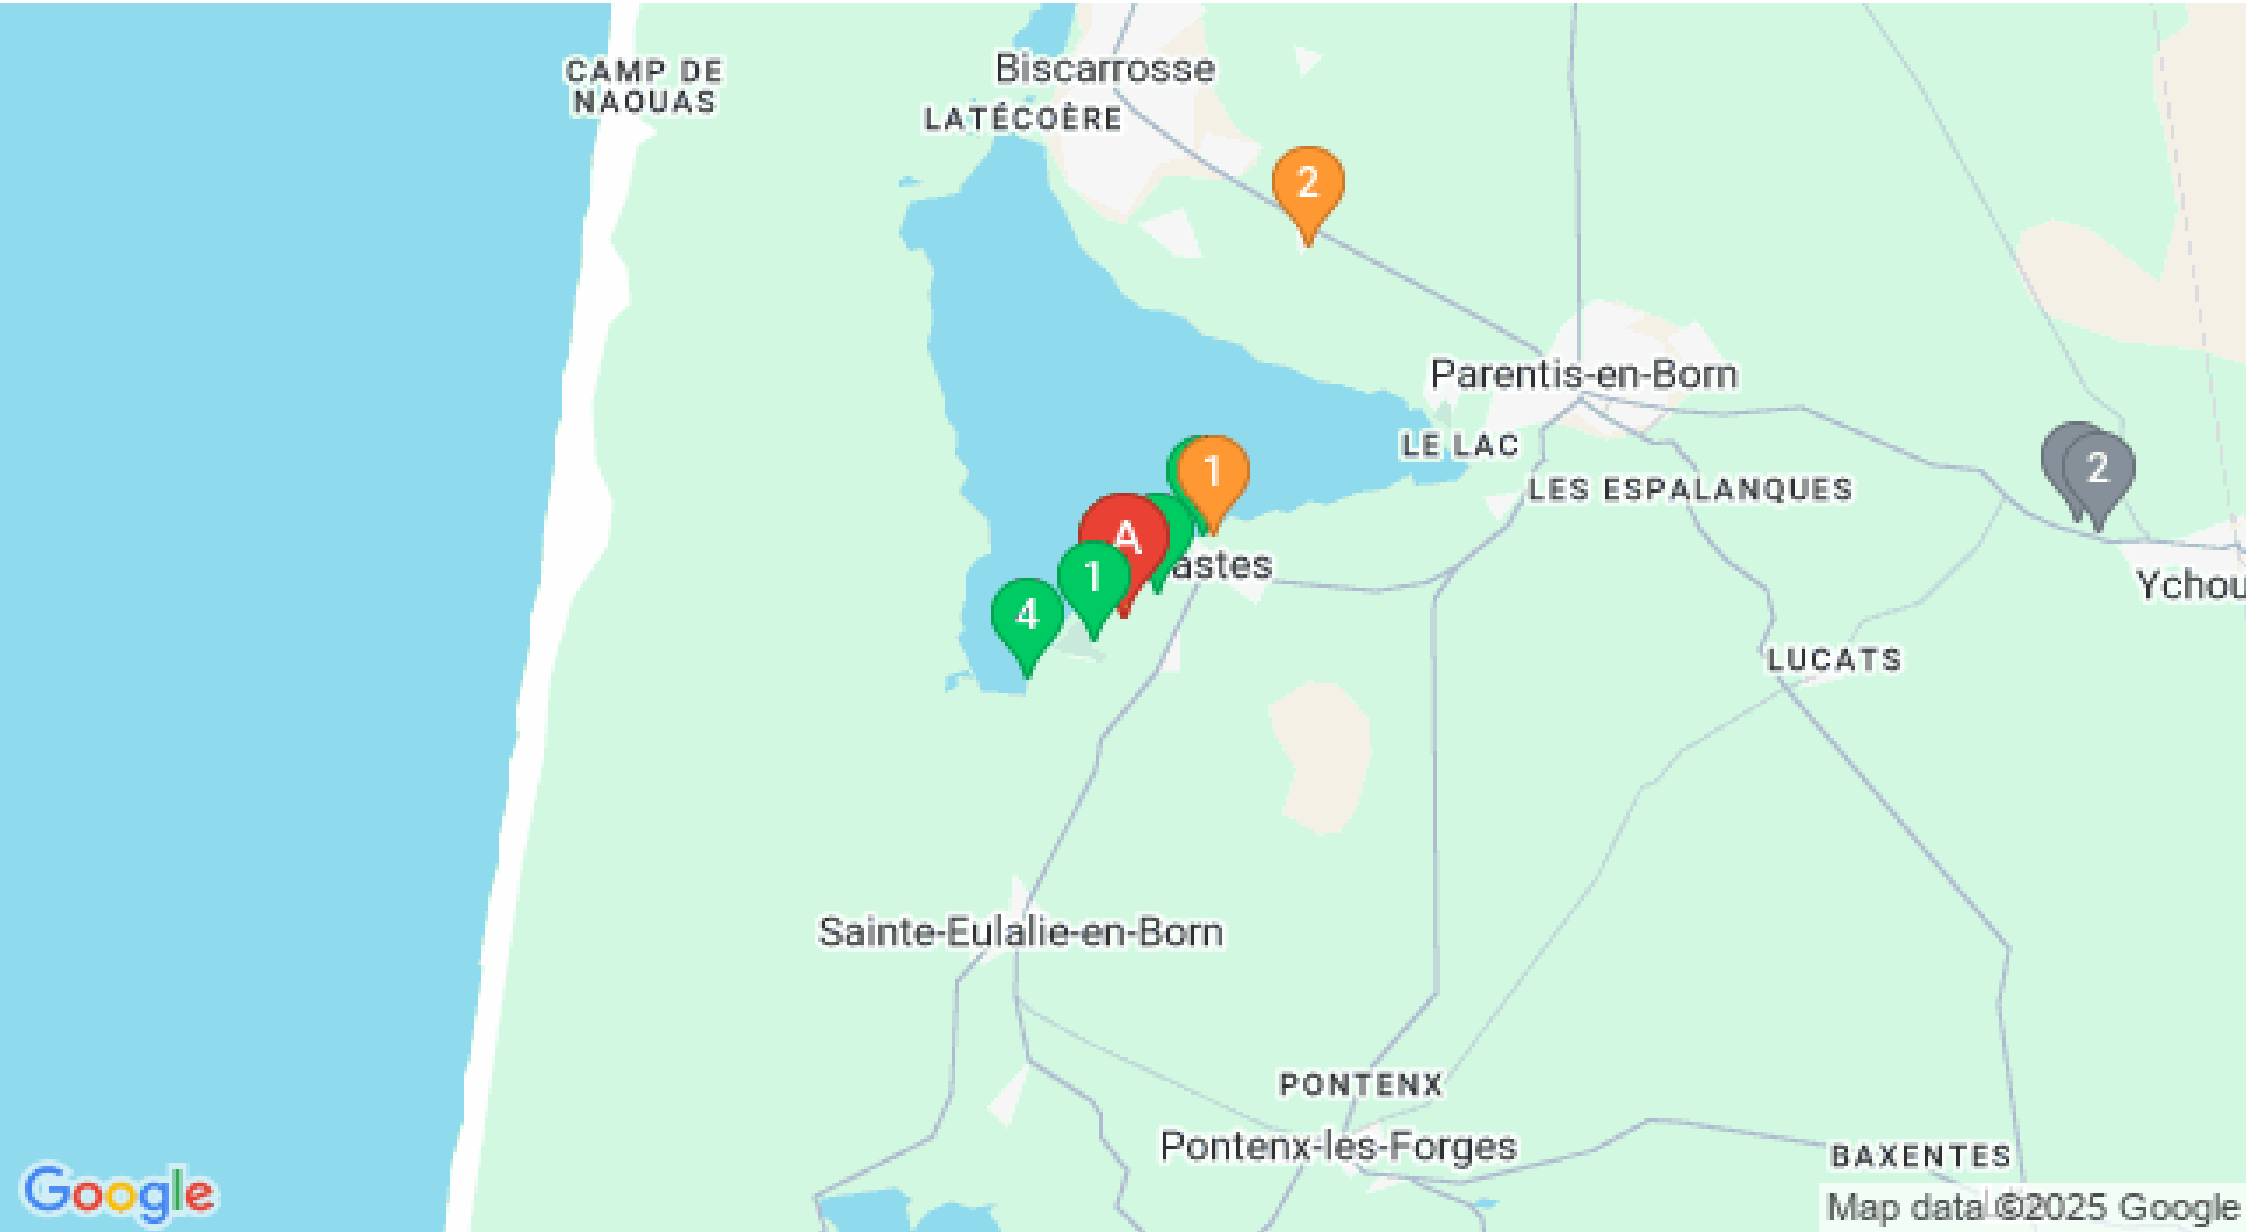 CAMP DE
NAOUAS
Biscarrosse
LATÉCOÈRE
2
Parentis-en-Born
LE LAC
1
2
LES ESPALANQUES
A
astes
1
Ychou
4
LUCATS
Sainte-Eulalie-en-Born
PONTENX
Pontenx-les-Forges
BAXENTES
Google
Map data ©2025 Google